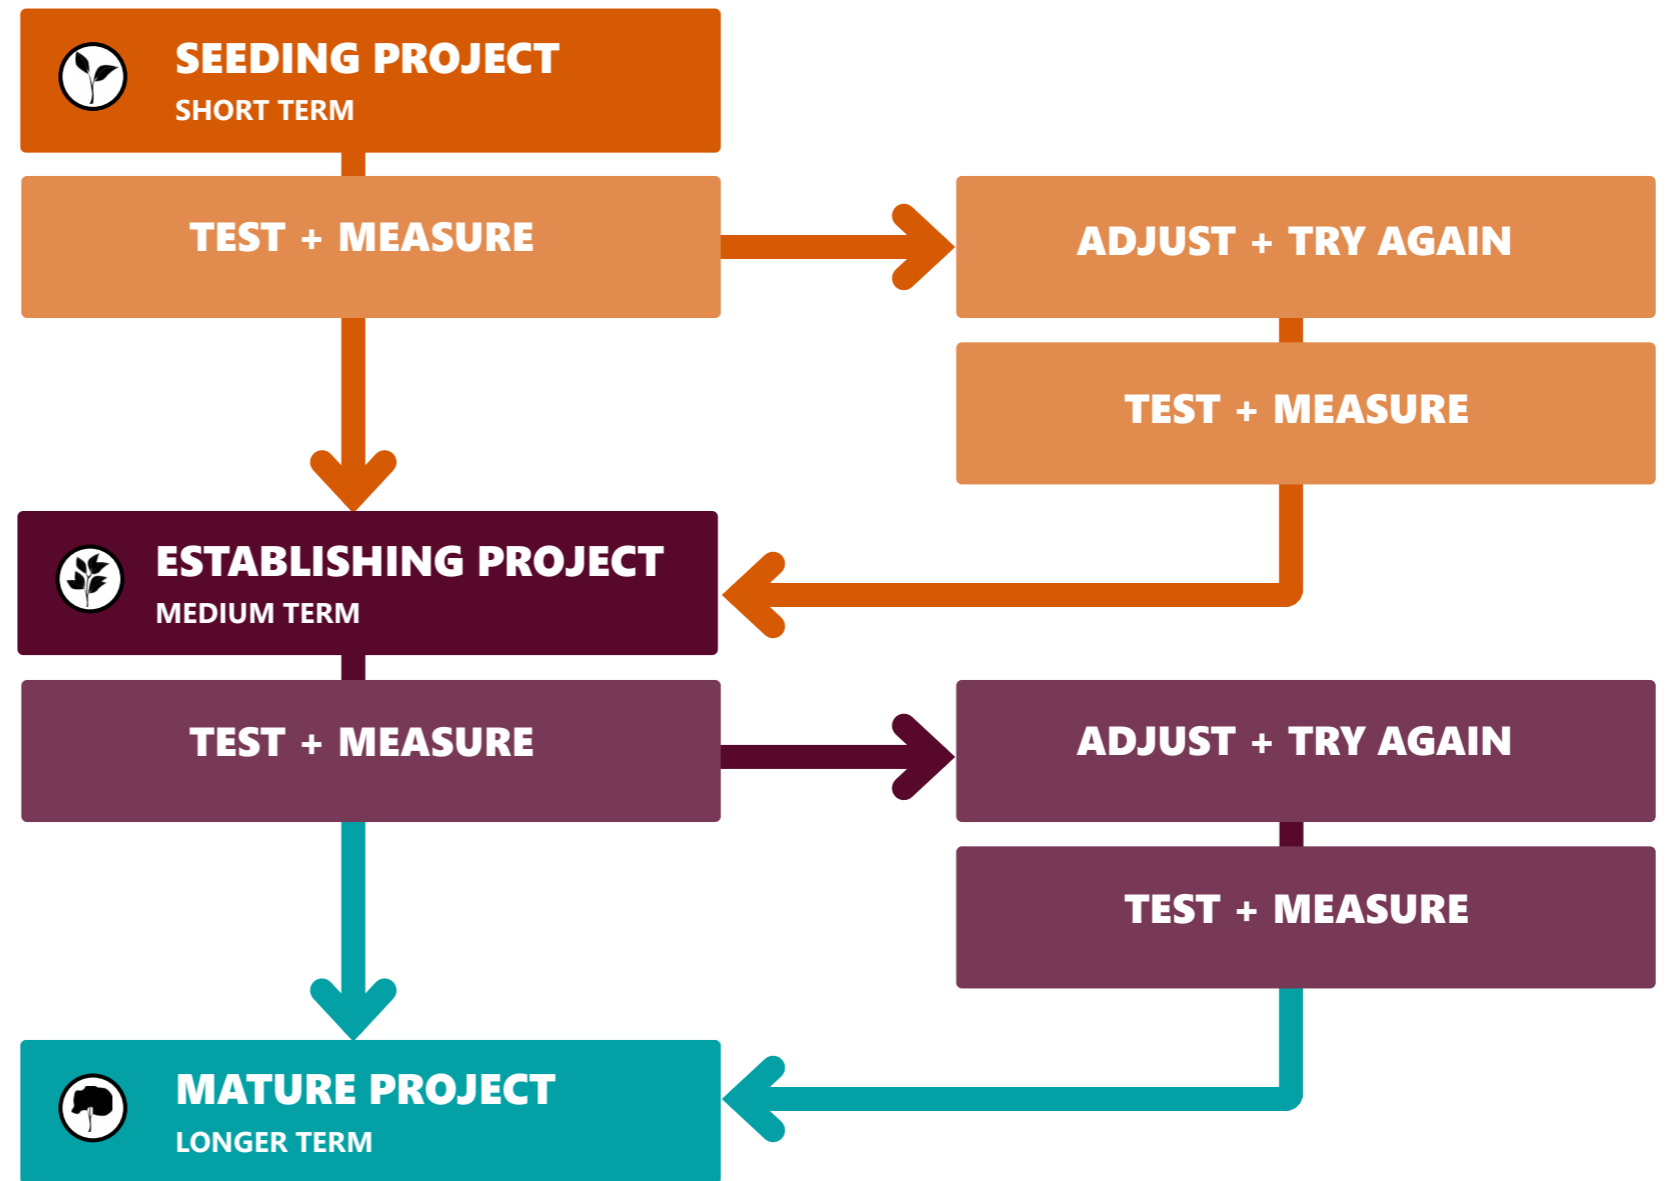 SEEDING PROJECT
SHORT TERM
TEST + MEASURE
ADJUST + TRY AGAIN
TEST + MEASURE
ESTABLISHING PROJECT
MEDIUM TERM
TEST + MEASURE
ADJUST + TRY AGAIN
TEST + MEASURE
MATURE PROJECT
LONGER TERM